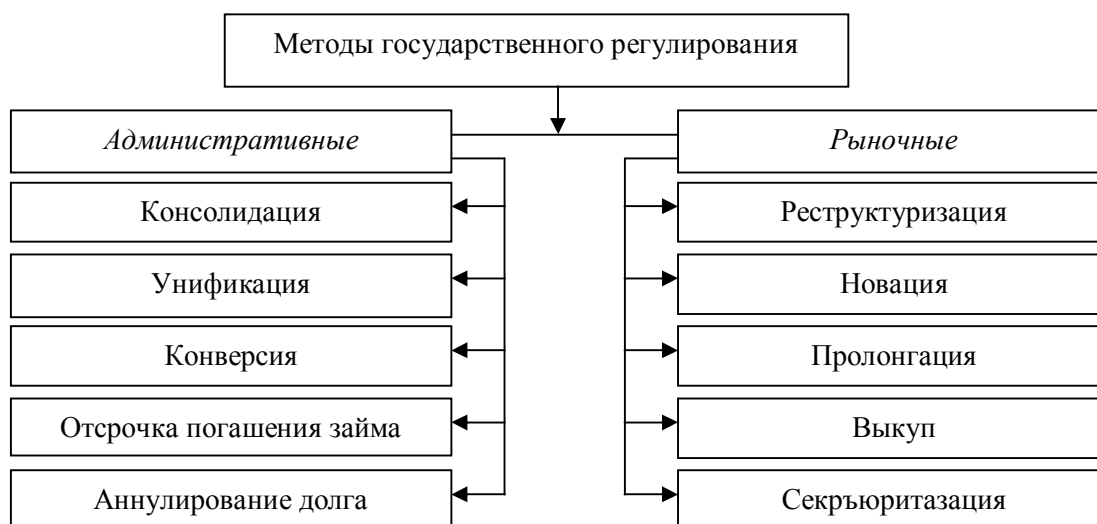 Методы государственного регулирования
Административные
Рыночные
Консолидация
Реструктуризация
Унификация
Новация
Конверсия
Пролонгация
Отсрочка погашения займа
Выкуп
Аннулирование долга
Секръюритазация